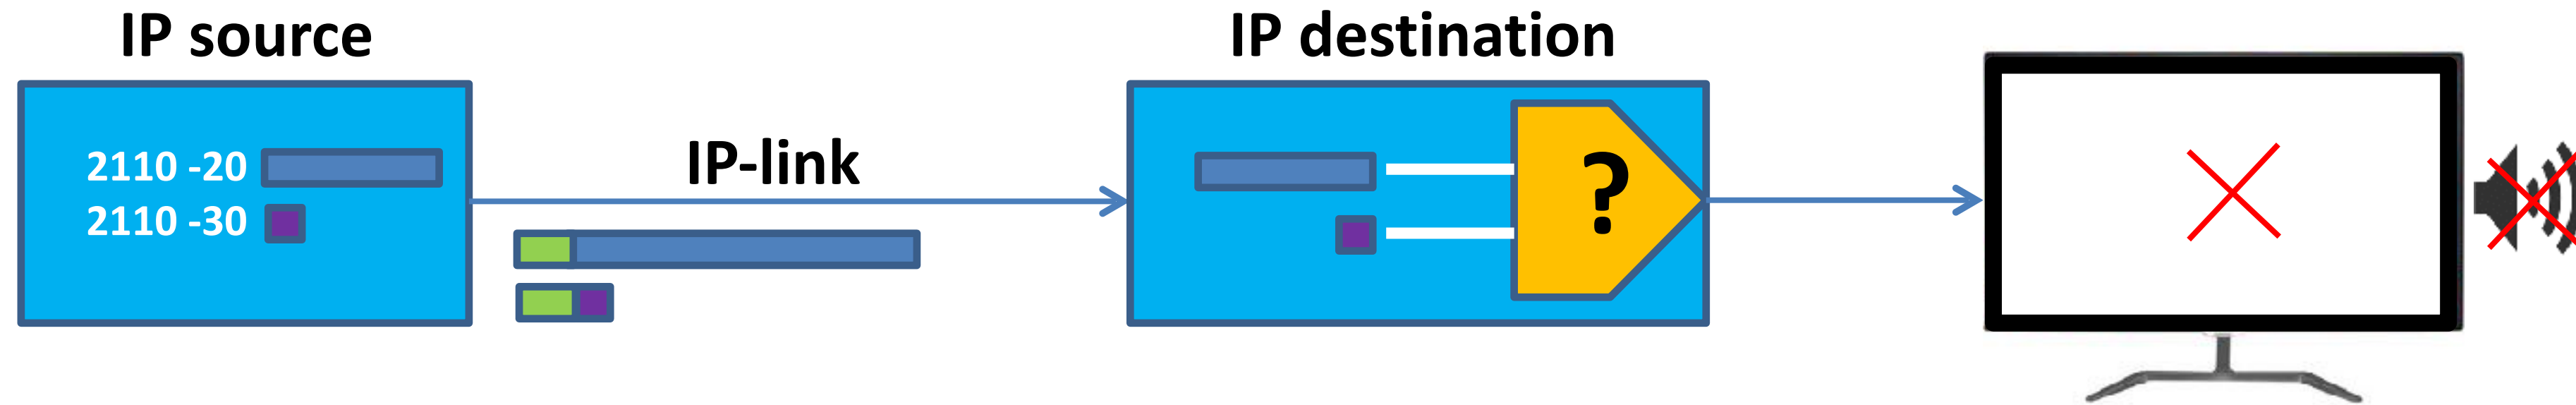 IP source
2110 -20
2110 -30
IP-link
IP destination
?